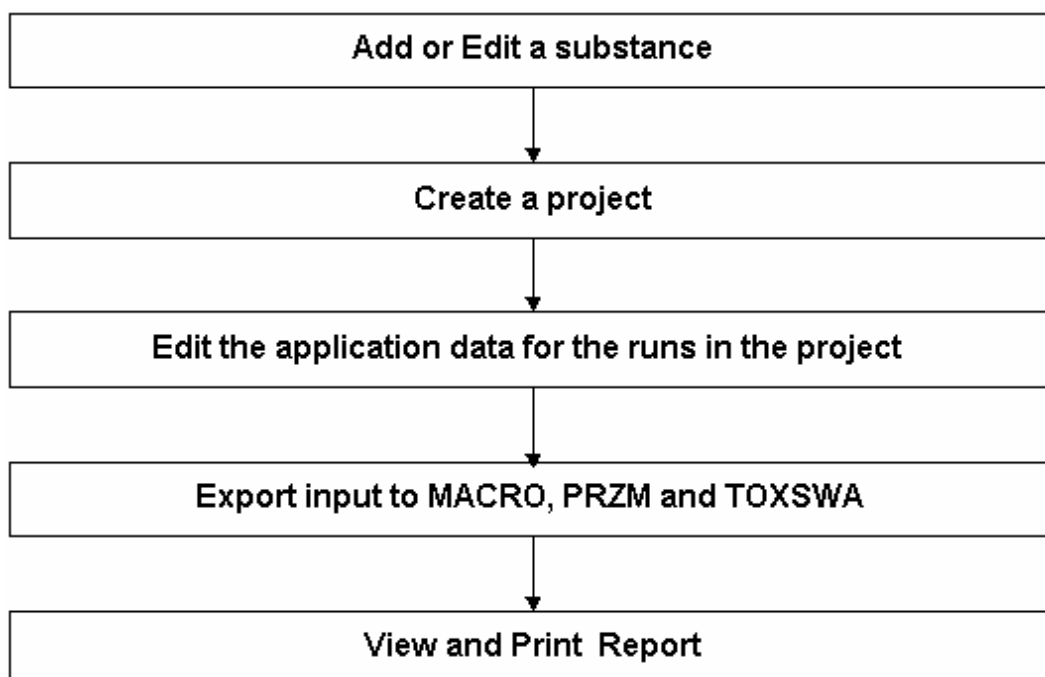 Add or Edit a substance
Create a project
Edit the application data for the runs in the project
Export input to MACRO, PRZM and TOXSWA
View and Print Report